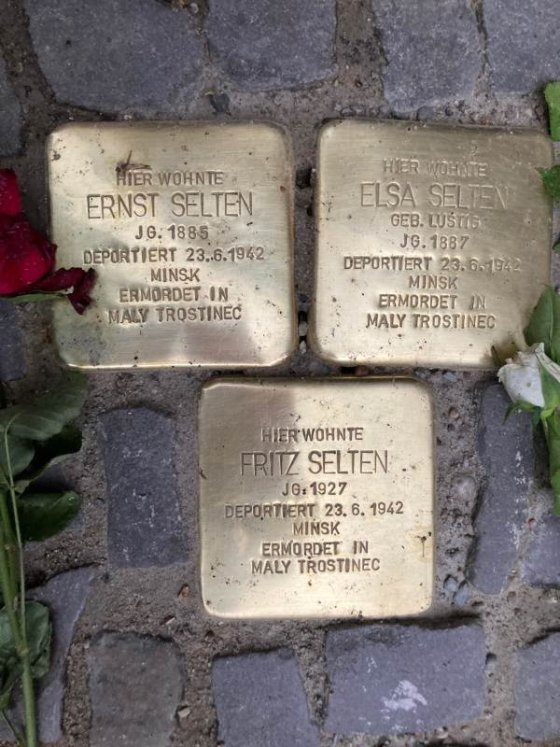 HIER WOHNTE
ERNST SELTEN
JG. 1885
DEPORTIERT 23.6.1942
MINSK
ERMORDET IN
MALY TROSTINEC
HIER WOHNTE
ELSA SELTEN
GEB. LUSTIG
JG. 1887
DEPORTIERT 23.6.1942
MINSK
ERMORDET IN
MALY TROSTINEC
HIER WOHNTE
FRITZ SELTEN
JG. 1927
DEPORTIERT 23.6.1942
MINSK
ERMORDET IN
MALY TROSTINEC